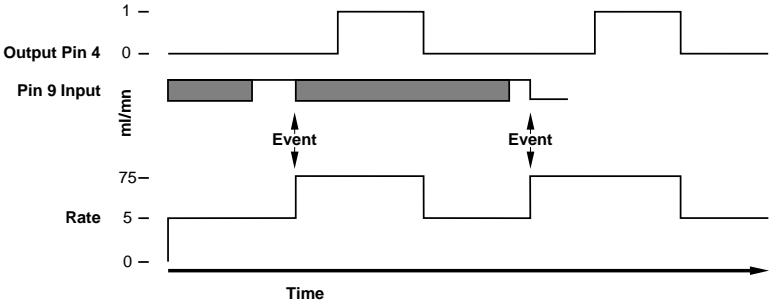 1
Output Pin 4
0
Pin 9 Input
ml/mn
Event
Event
75
Rate
5
0
Time